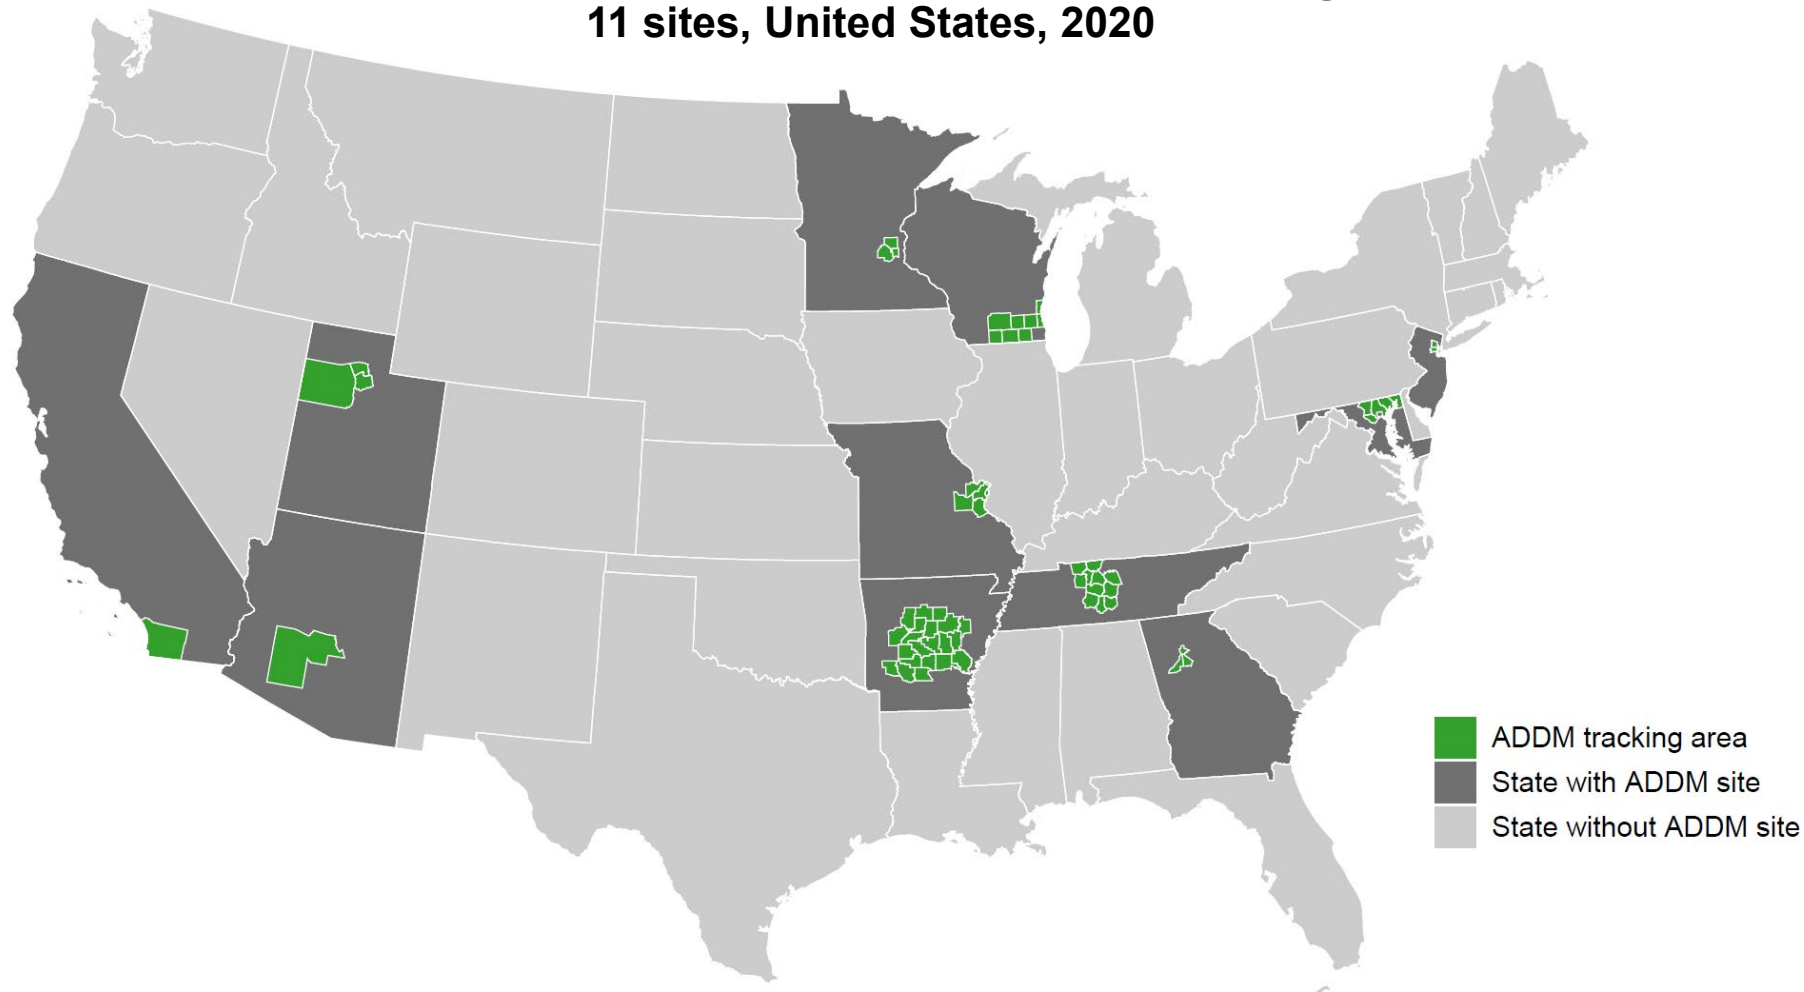 11 sites, United States, 2020
ADDM tracking area
State with ADDM site
State without ADDM site